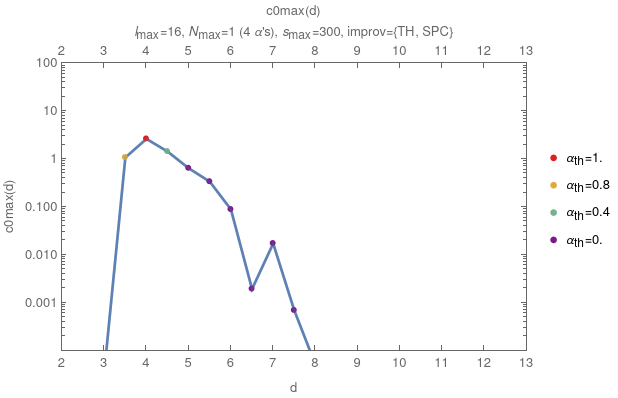 c0max(d)
lmax=16, Nmax=1 (4 α's), smax=300, improv={TH, SPC}
2 3 4 5 6 7 8 9 10 11 12 13
100
10
1
0.100
0.010
0.001
c0max(d)
2 3 4 5 6 7 8 9 10 11 12 13
d
αth=1.
αth=0.8
αth=0.4
αth=0.